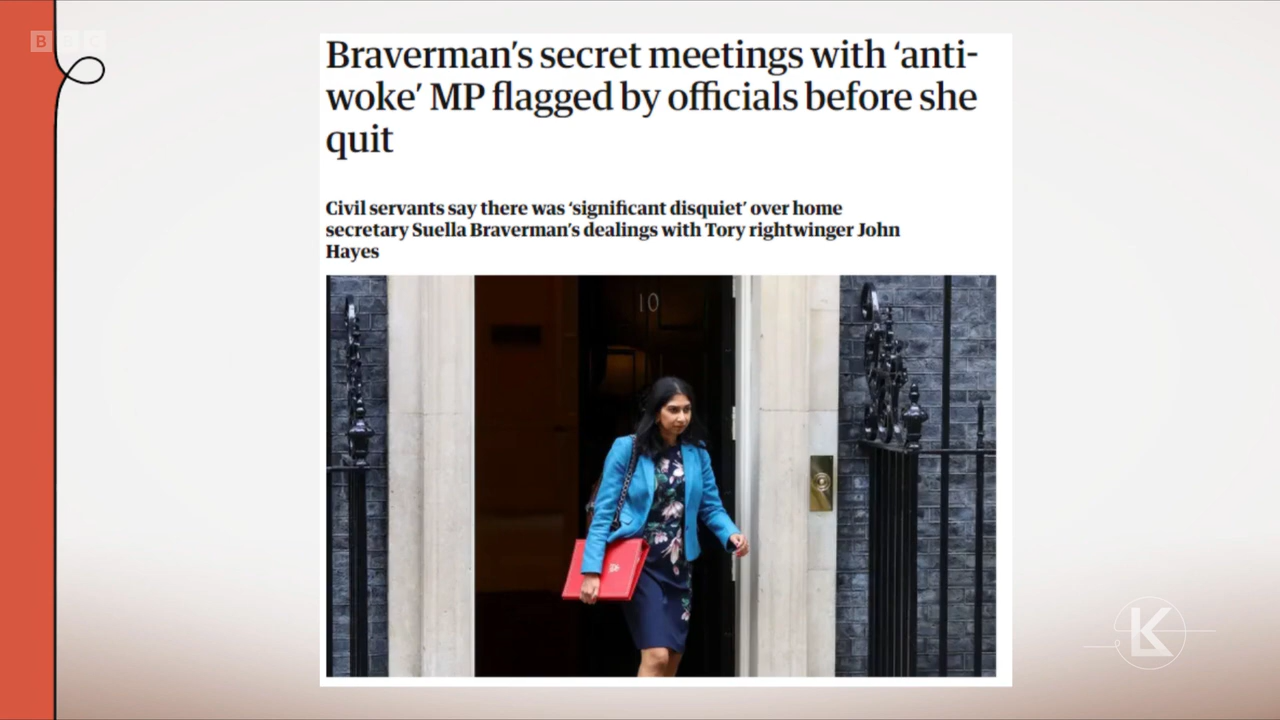 BBC
Braverman’s secret meetings with ‘anti-
woke’ MP flagged by officials before she
quit
Civil servants say there was ‘significant disquiet’ over home
secretary Suella Braverman’s dealings with Tory rightwinger John
Hayes
10
LK